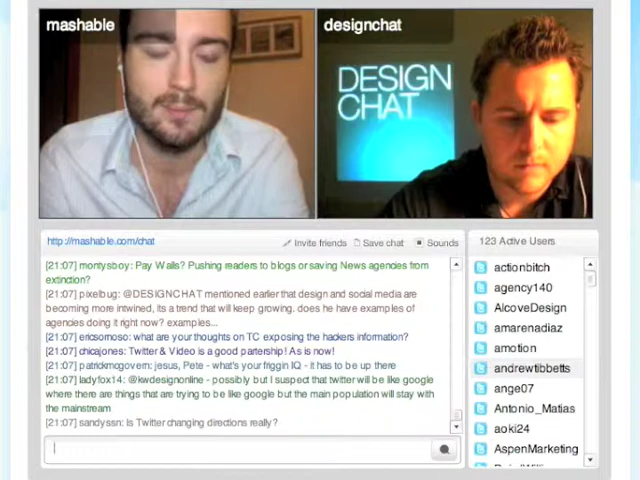 mashable
designchat
DESIGN
CHAT
http://mashable.com/chat
Invite friends
Save chat
Sounds
123 Active Users
[21:07] montysboy: Pay Walls? Pushing readers to blogs or saving News agencies from
extinction?
[21:07] pixelbug: @DESIGNCHAT mentioned earlier that design and social media are
becoming more intwined, its a trend that will keep growing. does he have examples of
agencies doing it right now? examples...
[21:07] ericsornoso: what are your thoughts on TC exposing the hackers information?
[21:07] chicajones: Twitter & Video is a good partership! As is now!
[21:07] patrickmcgovern: jesus, Pete - what's your friggin IQ - it has to be up there
[21:07] ladyfox14: @kwdesignonline - possibly but I suspect that twitter will be like google
where there are things that are trying to be like google but the main population will stay with
the mainstream
[21:07] sandyssn: Is Twitter changing directions really?
actionbitch
agency140
AlcoveDesign
amarenadiaz
amotion
andrewtibbetts
ange07
Antonio_Matias
aoki24
AspenMarketing